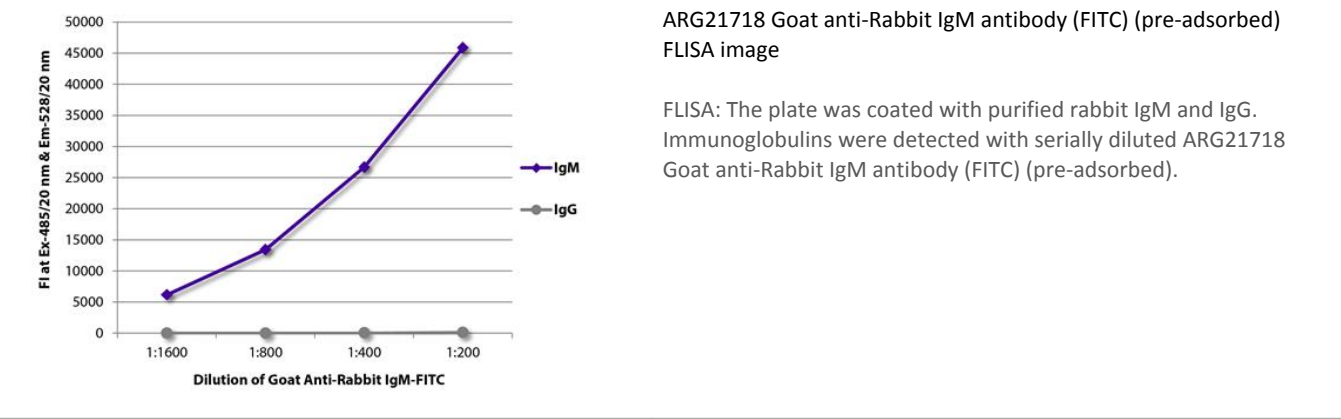 50000
45000
40000
35000
30000
25000
20000
15000
10000
5000
0
FI at Ex-485/20 nm & Em-528/20 nm
1:1600 1:800 1:400 1:200
Dilution of Goat Anti-Rabbit IgM-FITC
IgM
IgG
ARG21718 Goat anti-Rabbit IgM antibody (FITC) (pre-adsorbed)
FLISA image
FLISA: The plate was coated with purified rabbit IgM and IgG.
Immunoglobulins were detected with serially diluted ARG21718
Goat anti-Rabbit IgM antibody (FITC) (pre-adsorbed).